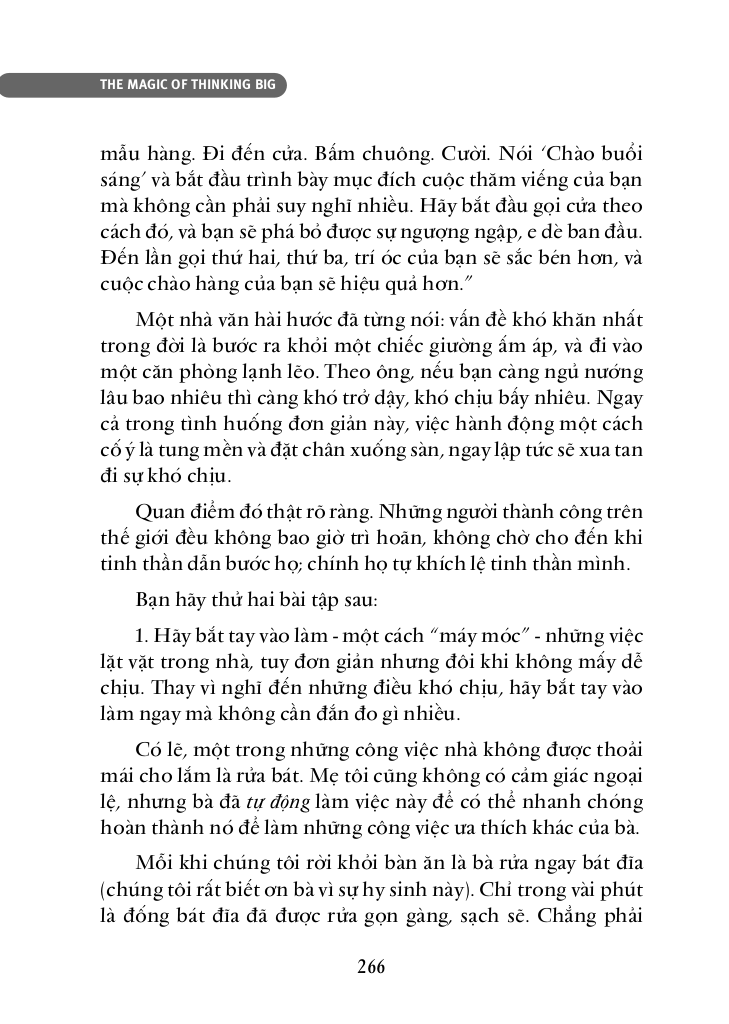 THE MAGIC OF THINKING BIG
mẫu hàng. Đi đến cửa. Bấm chuông. Cười. Nói ‘Chào buổi
sáng’ và bắt đầu trình bày mục đích cuộc thăm viếng của bạn
mà không cần phải suy nghĩ nhiều. Hãy bắt đầu gọi cửa theo
cách đó, và bạn sẽ phá bỏ được sự ngượng ngập, e dè ban đầu.
Đến lần gọi thứ hai, thứ ba, trí óc của bạn sẽ sắc bén hơn, và
cuộc chào hàng của bạn sẽ hiệu quả hơn.”
Một nhà văn hài hước đã từng nói: vấn đề khó khăn nhất
trong đời là bước ra khỏi một chiếc giường ấm áp, và đi vào
một căn phòng lạnh lẽo. Theo ông, nếu bạn càng ngủ nướng
lâu bao nhiêu thì càng khó trở dậy, khó chịu bấy nhiêu. Ngay
cả trong tình huống đơn giản này, việc hành động một cách
cố ý là tung mền và đặt chân xuống sàn, ngay lập tức sẽ xua tan
đi sự khó chịu.
Quan điểm đó thật rõ ràng. Những người thành công trên
thế giới đều không bao giờ trì hoãn, không chờ cho đến khi
tinh thần dẫn bước họ; chính họ tự khích lệ tinh thần mình.
Bạn hãy thử hai bài tập sau:
1. Hãy bắt tay vào làm - một cách “máy móc” - những việc
lặt vặt trong nhà, tuy đơn giản nhưng đôi khi không mấy dễ
chịu. Thay vì nghĩ đến những điều khó chịu, hãy bắt tay vào
làm ngay mà không cần đắn đo gì nhiều.
Có lẽ, một trong những công việc nhà không được thoải
mái cho lắm là rửa bát. Mẹ tôi cũng không có cảm giác ngoại
lệ, nhưng bà đã tự động làm việc này để có thể nhanh chóng
hoàn thành nó để làm những công việc ưa thích khác của bà.
Mỗi khi chúng tôi rời khỏi bàn ăn là bà rửa ngay bát đĩa
(chúng tôi rất biết ơn bà vì sự hy sinh này). Chỉ trong vài phút
là đống bát đĩa đã được rửa gọn gàng, sạch sẽ. Chẳng phải
266